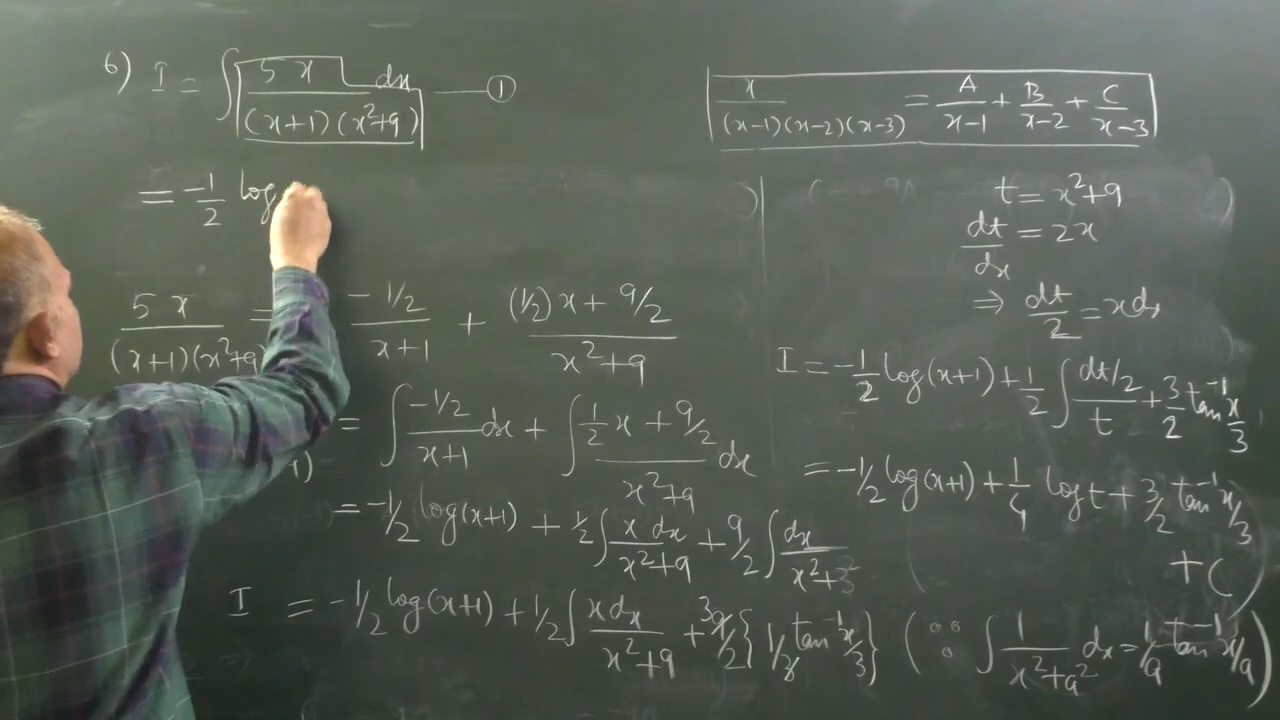 6) I = ∫ 5x dx / (x+1)(x²+9) —— ①
= -1/2 log
5x / (x+1)(x²+9) = -1/2 / x+1 + (1/2)x + 9/2 / x²+9
= ∫ -1/2 / x+1 dx + ∫ 1/2 x + 9/2 / x²+9 dx
= -1/2 log(x+1) + 1/2 ∫ x dx / x²+9 + 9/2 ∫ dx / x²+3²
I = -1/2 log(x+1) + 1/2 ∫ x dx / x²+9 + 9/2 { 1/3 tan⁻¹ x/3 } (∵ ∫ 1 / x²+a² dx = 1/a tan⁻¹ x/a)
x / (x-1)(x-2)(x-3) = A / x-1 + B / x-2 + C / x-3
t = x²+9
dt/dx = 2x
⇒ dt/2 = x dx
I = -1/2 log(x+1) + 1/2 ∫ dt/2 / t + 3/2 tan⁻¹ x/3
= -1/2 log(x+1) + 1/4 log t + 3/2 tan⁻¹ x/3
+ C